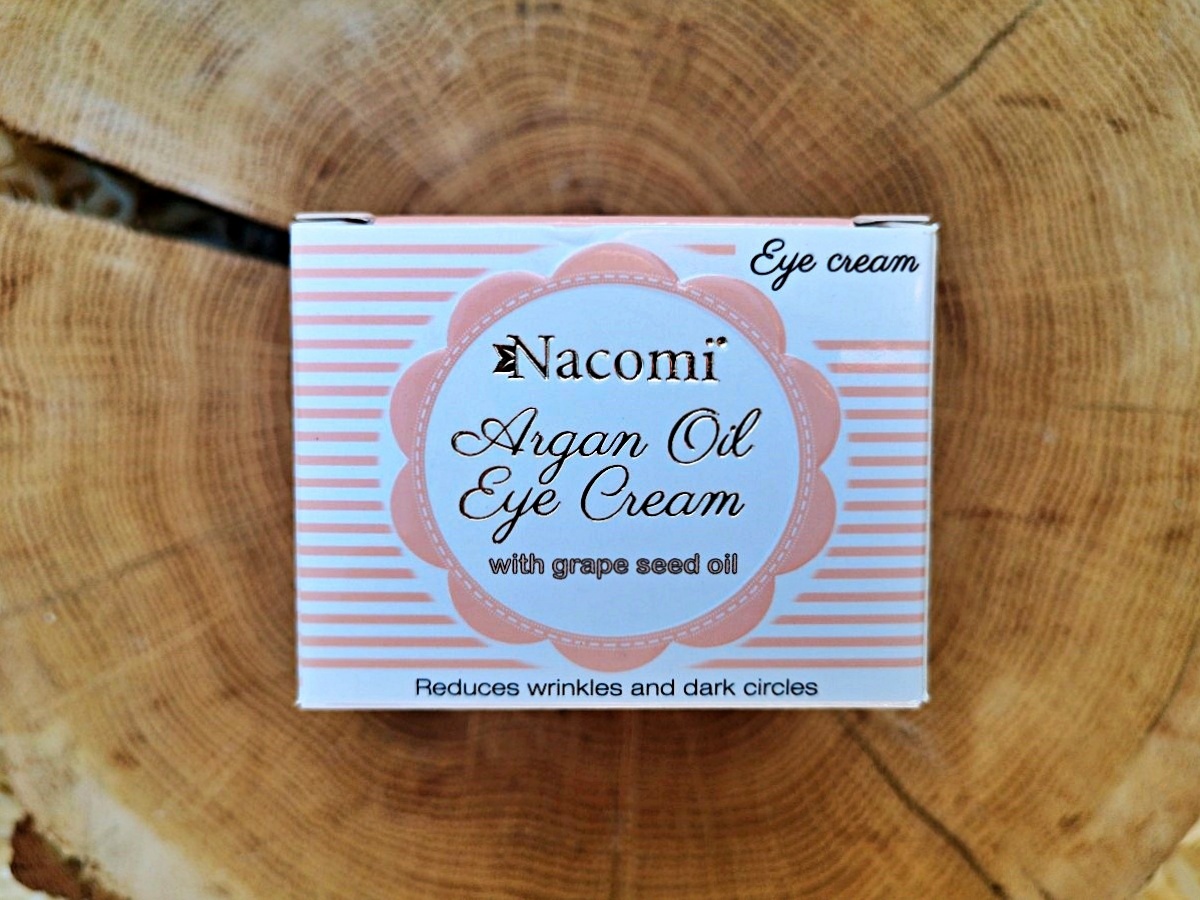 Eye cream
Nacomi
Argan Oil
Eye Cream
with grape seed oil
Reduces wrinkles and dark circles